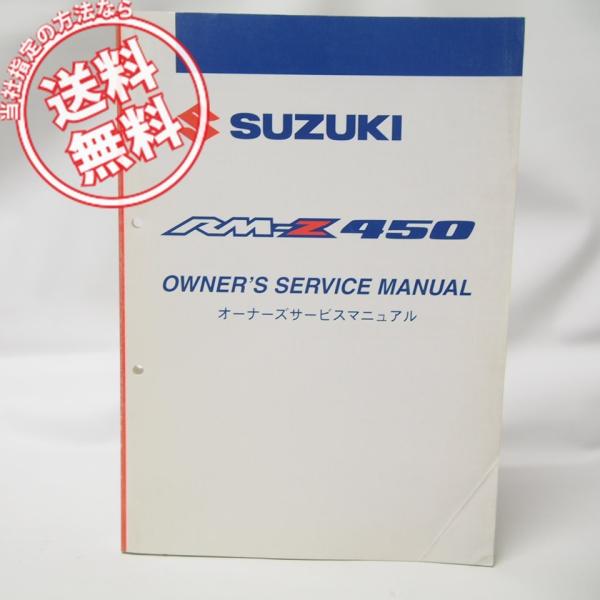 当社指定の方法なら
送料
無料
SUZUKI
RM-Z450
OWNER'S SERVICE MANUAL
オーナーズサービスマニュアル